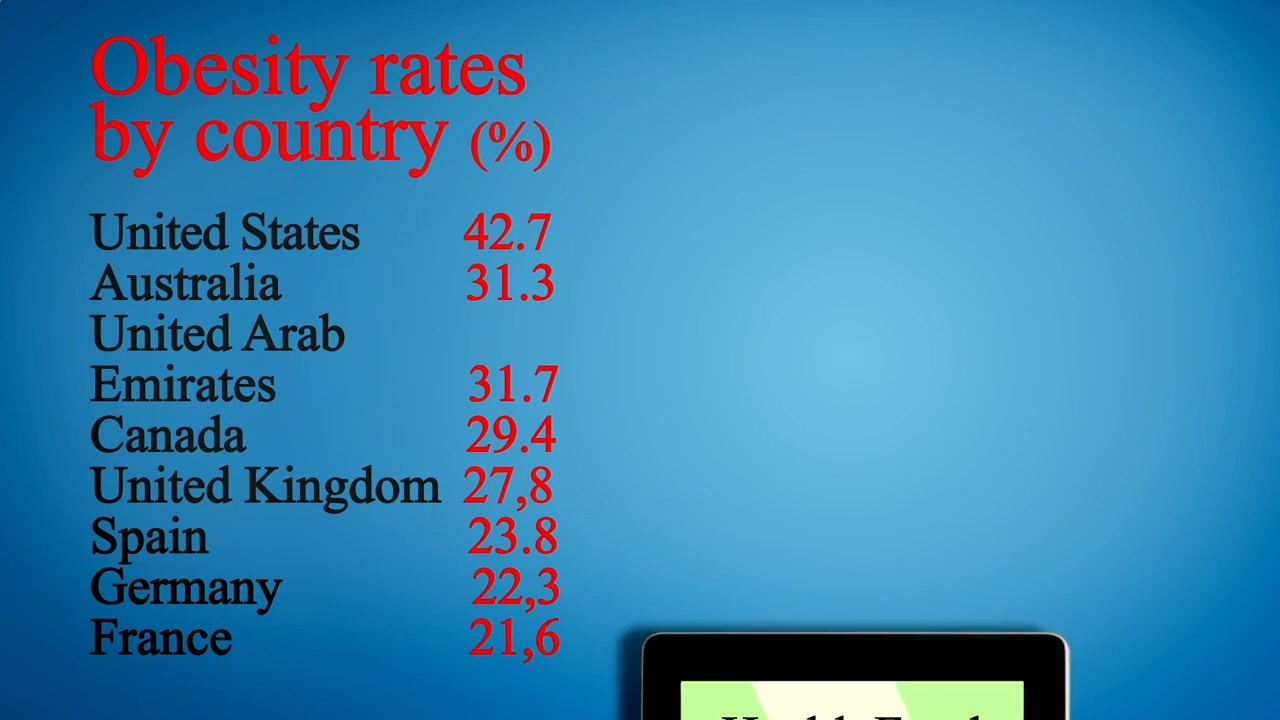 Obesity rates
by country (%)
United States 42.7
Australia 31.3
United Arab
Emirates 31.7
Canada 29.4
United Kingdom 27,8
Spain 23.8
Germany 22,3
France 21,6